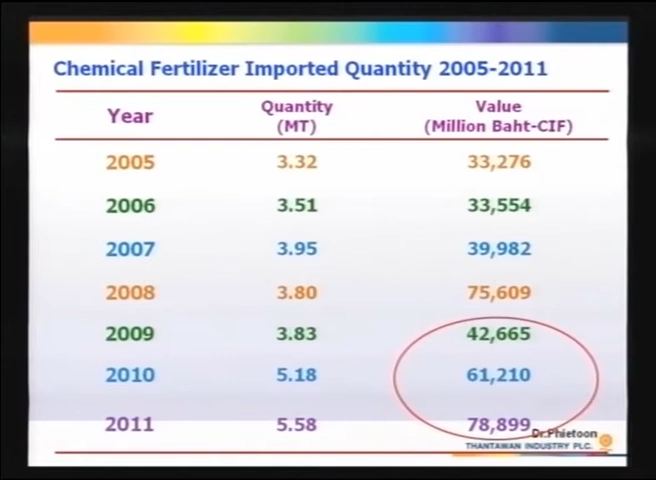 Chemical Fertilizer Imported Quantity 2005-2011
Year Quantity (MT) Value (Million Baht-CIF)
2005 3.32 33,276
2006 3.51 33,554
2007 3.95 39,982
2008 3.80 75,609
2009 3.83 42,665
2010 5.18 61,210
2011 5.58 78,899
Dr.Phietoon
THANTAWAN INDUSTRY PLC.